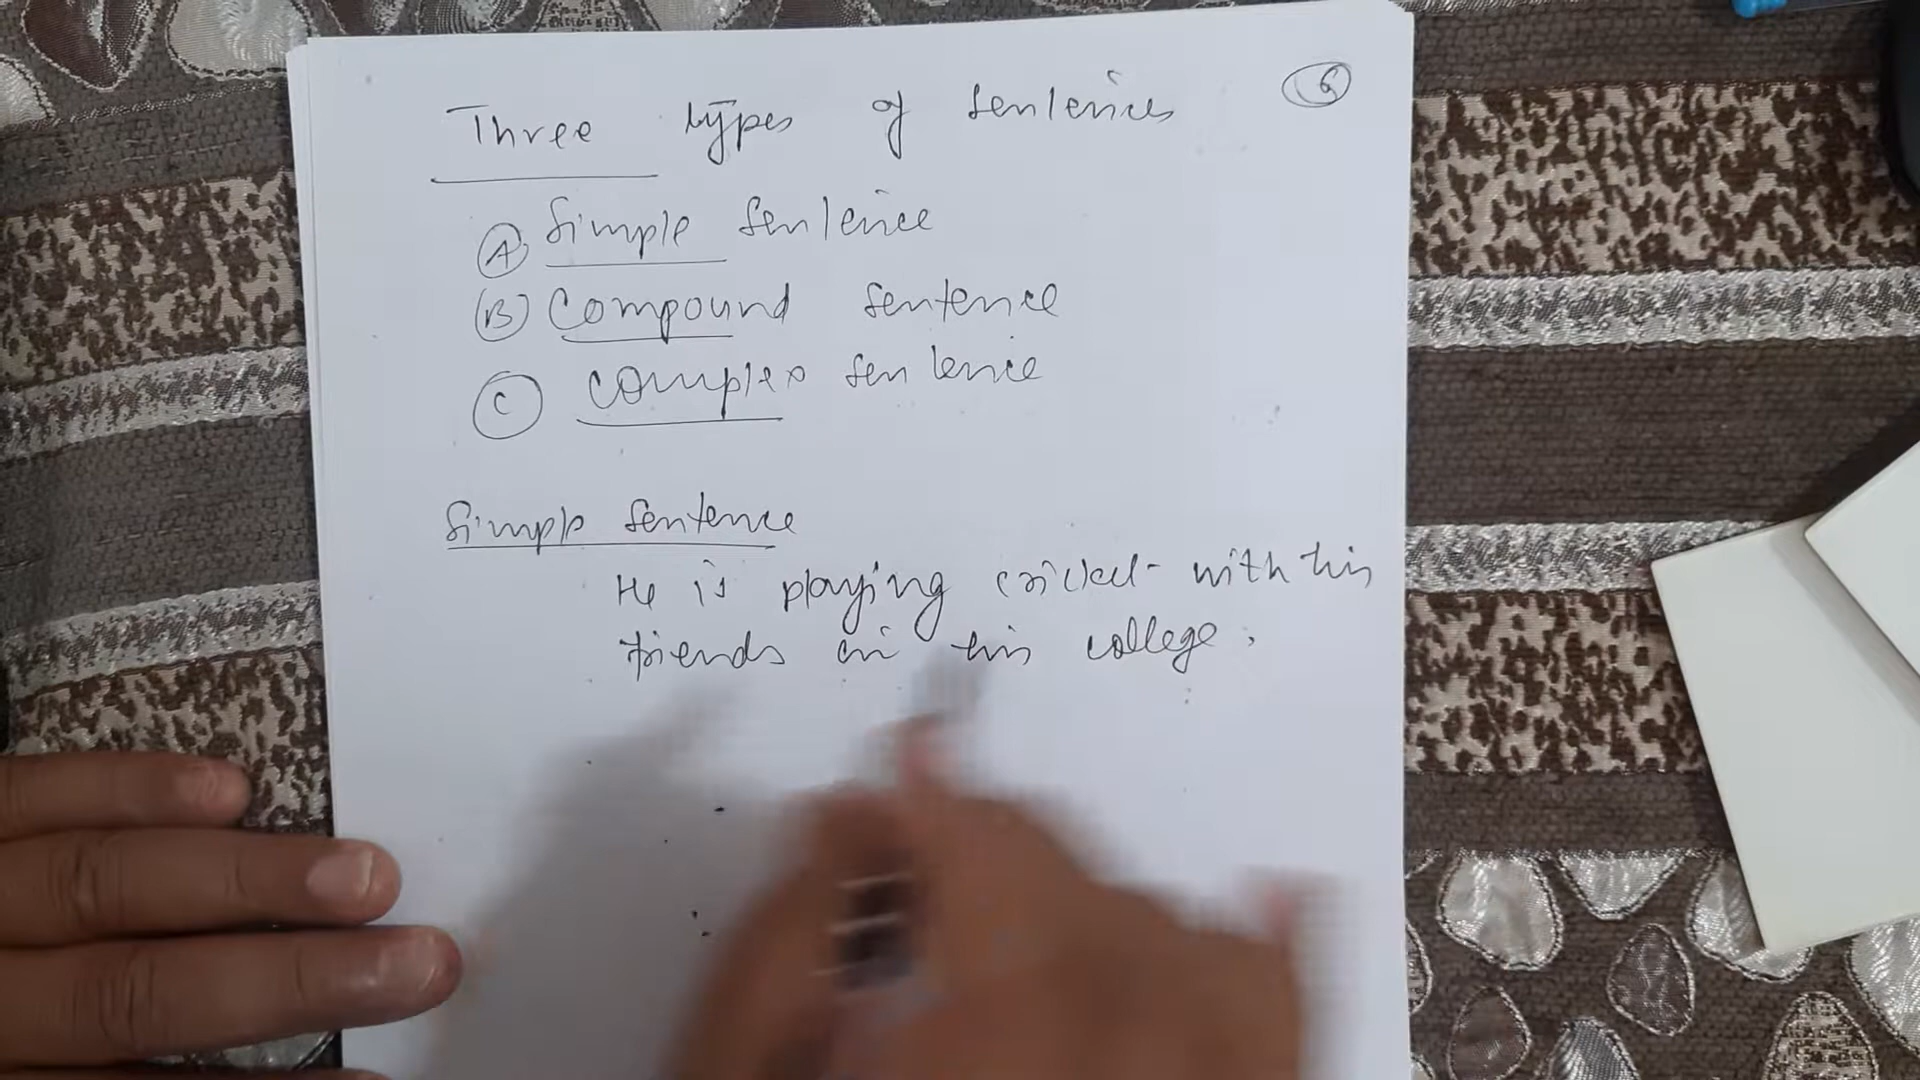 Three types of sentences
6
A Simple sentence
B Compound sentence
C Complex sentence
Simple sentence
He is playing cricket with his
friends in his college.